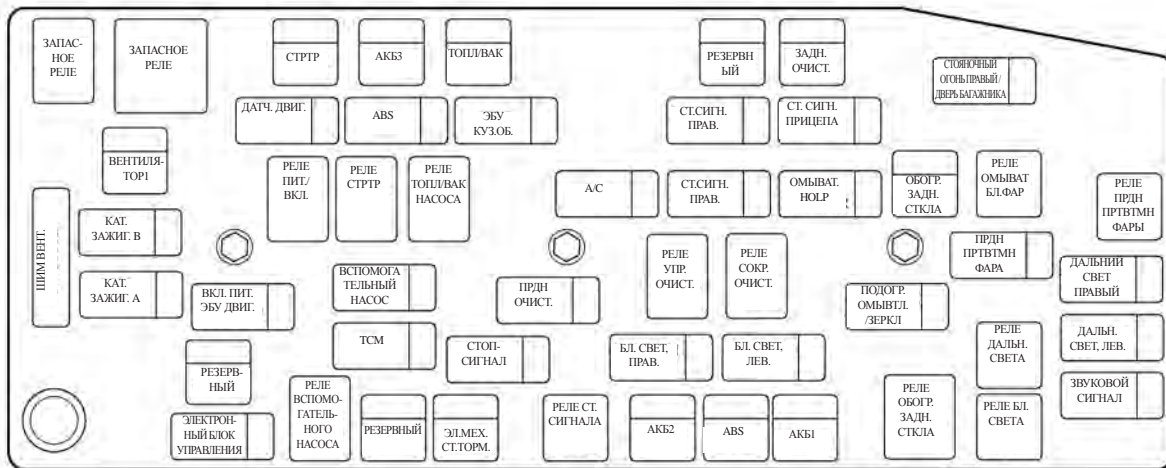 ЗАПАС-
НОЕ
РЕЛЕ
ЗАПАСНОЕ
РЕЛЕ
СТРТР
АКБ3
ТОПЛ/ВАК
РЕЗЕРВН
ЫЙ
ЗАДН.
ОЧИСТ.
СТОЯНОЧНЫЙ
ОГОНЬ ПРАВЫЙ /
ДВЕРЬ БАГАЖНИКА
ДАТЧ. ДВИГ.
ABS
ЭБУ
КУЗ.ОБ.
СТ.СИГН.
ПРАВ.
СТ. СИГН.
ПРИЦЕПА
ВЕНТИЛЯ-
ТОР1
РЕЛЕ
ПИТ/
ВКЛ.
РЕЛЕ
СТРТР
РЕЛЕ
ТОПЛ/ВАК
НАСОСА
A/C
СТ.СИГН.
ПРАВ.
ОМЫВАТ.
HOLP
ОБОГР.
ЗАДН.
СТКЛА
РЕЛЕ
ОМЫВАТ
БЛ.ФАР
РЕЛЕ
ПРДН
ПРТВТМН
ФАРЫ
ШИМ ВЕНТ.
КАТ.
ЗАЖИГ. В
КАТ.
ЗАЖИГ. А
ВКЛ. ПИТ.
ЭБУ ДВИГ.
ВСПОМОГА
ТЕЛЬНЫЙ
НАСОС
ПРДН
ОЧИСТ.
РЕЛЕ
УПР.
ОЧИСТ.
РЕЛЕ
СОКР.
ОЧИСТ.
ПРДН
ПРТВТМН
ФАРА
ДАЛЬНИЙ
СВЕТ
ПРАВЫЙ
ПОДОГР.
ОМЫВТЛ.
/ЗЕРКЛ
TCM
СТОП-
СИГНАЛ
БЛ. СВЕТ,
ПРАВ.
БЛ. СВЕТ,
ЛЕВ.
РЕЛЕ
ДАЛЬН.
СВЕТА
ДАЛЬН.
СВЕТ, ЛЕВ.
РЕЗЕРВ-
НЫЙ
РЕЛЕ
ВСПОМО-
ГАТЕЛЬ-
НОГО
НАСОСА
РЕЛЕ
ОБОГР.
ЗАДН.
СТКЛА
ЗВУКОВОЙ
СИГНАЛ
ЭЛЕКТРОН-
НЫЙ БЛОК
УПРАВЛЕНИЯ
РЕЗЕРВНЫЙ
ЭЛ.МЕХ.
СТ.ТОРМ.
РЕЛЕ СТ.
СИГНАЛА
АКБ2
ABS
АКБ1
РЕЛЕ БЛ.
СВЕТА